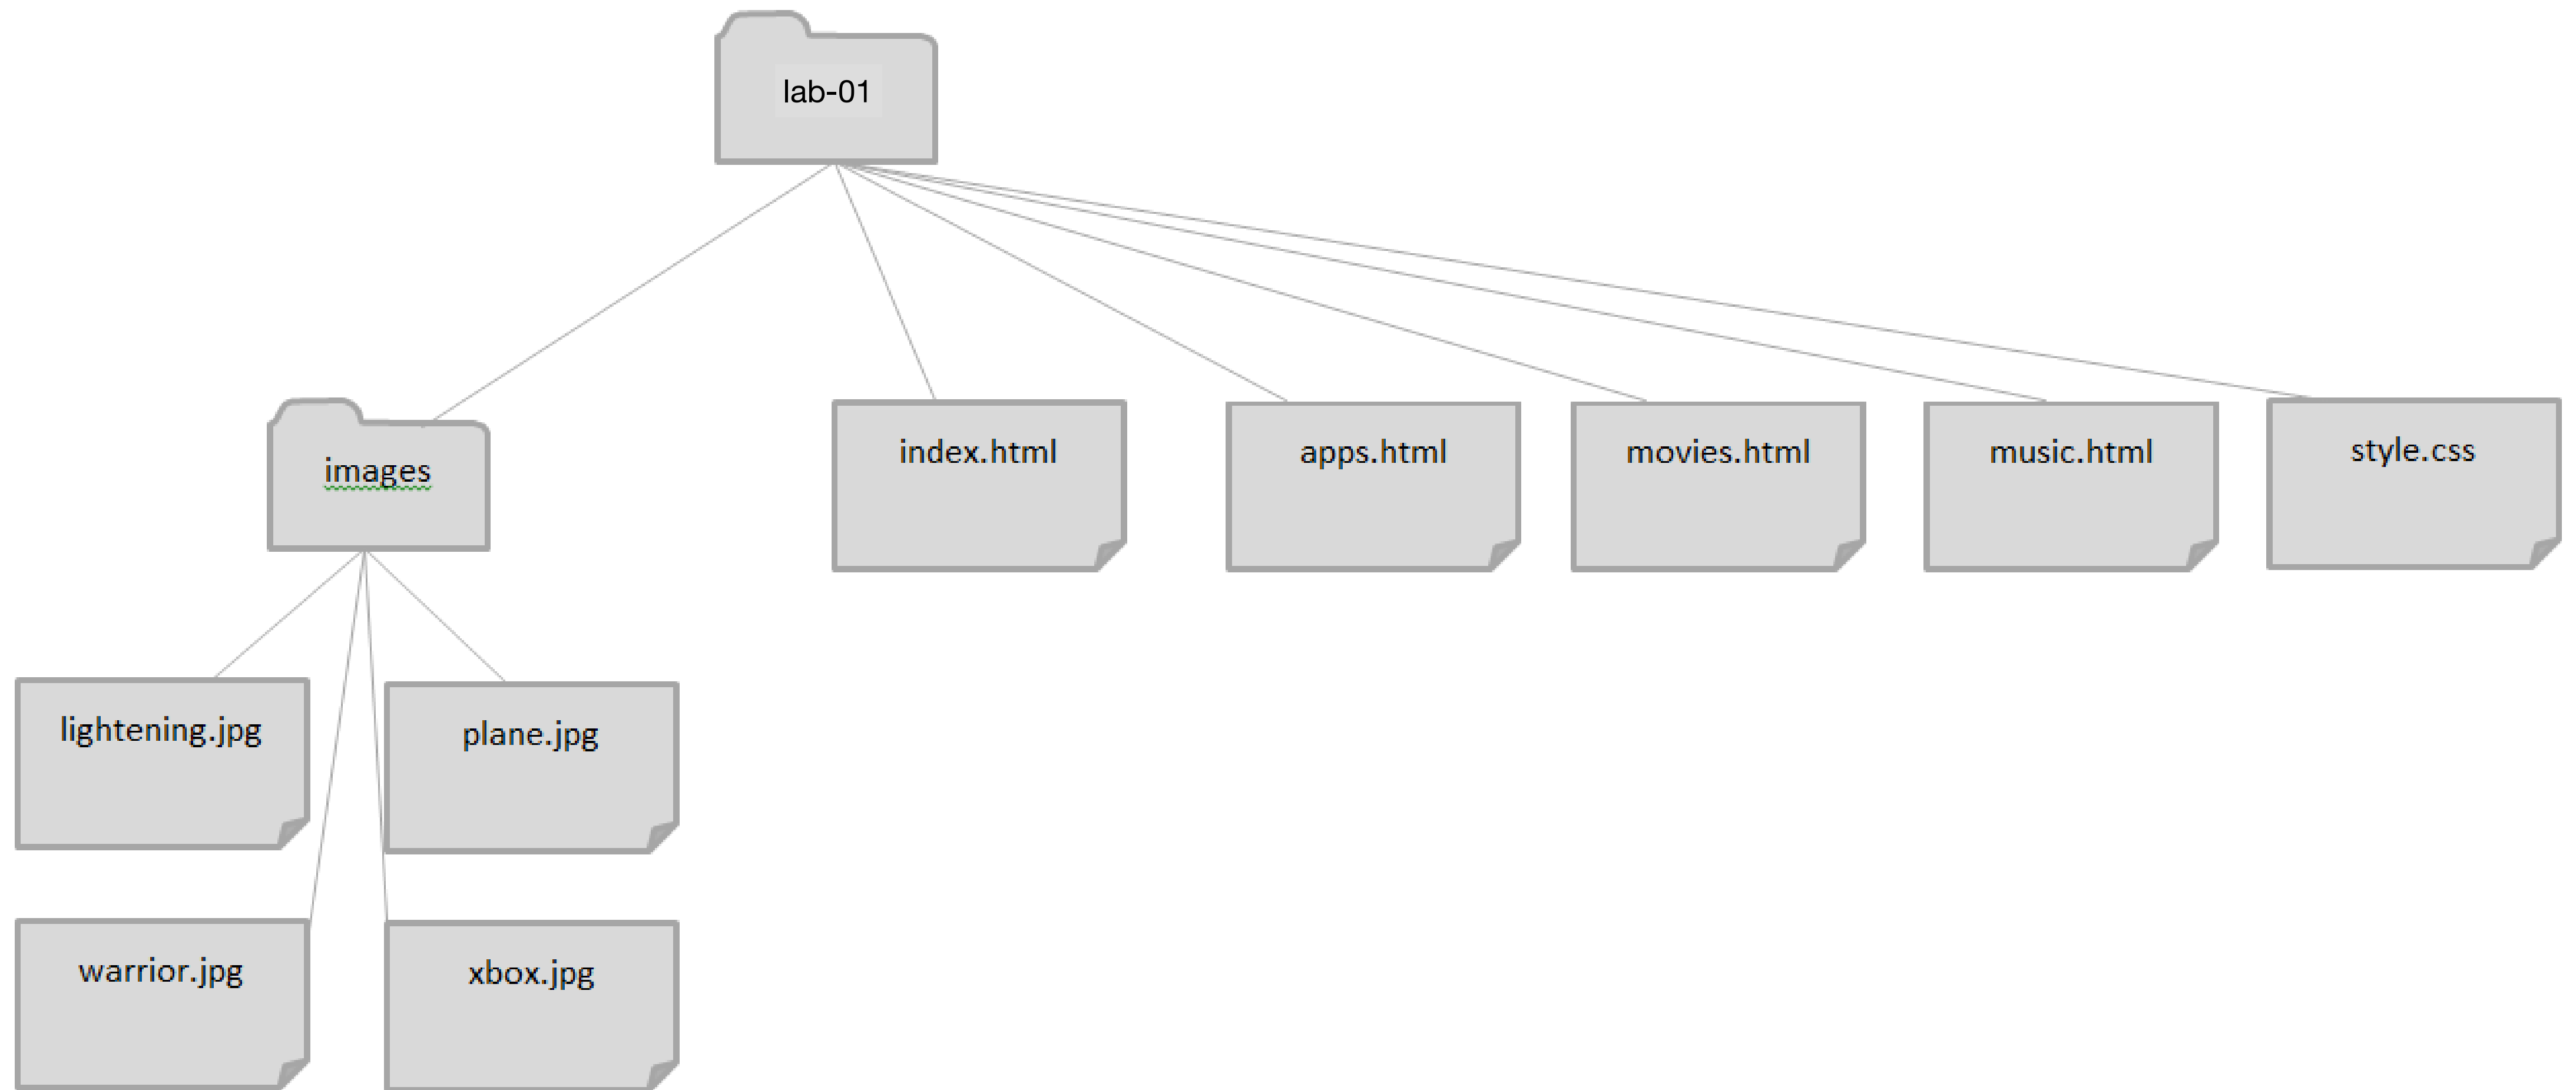 lab-01
images
index.html
apps.html
movies.html
music.html
style.css
lightening.jpg
plane.jpg
warrior.jpg
xbox.jpg